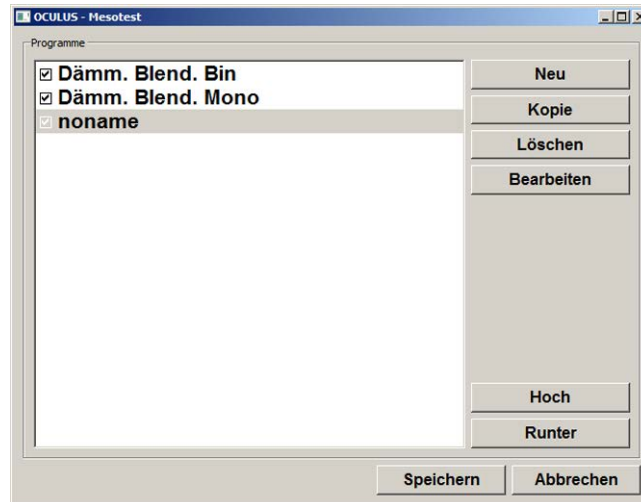 OCULUS - Mesotest
Programme
Dämm. Blend. Bin
Dämm. Blend. Mono
noname
Neu
Kopie
Löschen
Bearbeiten
Hoch
Runter
Speichern
Abbrechen